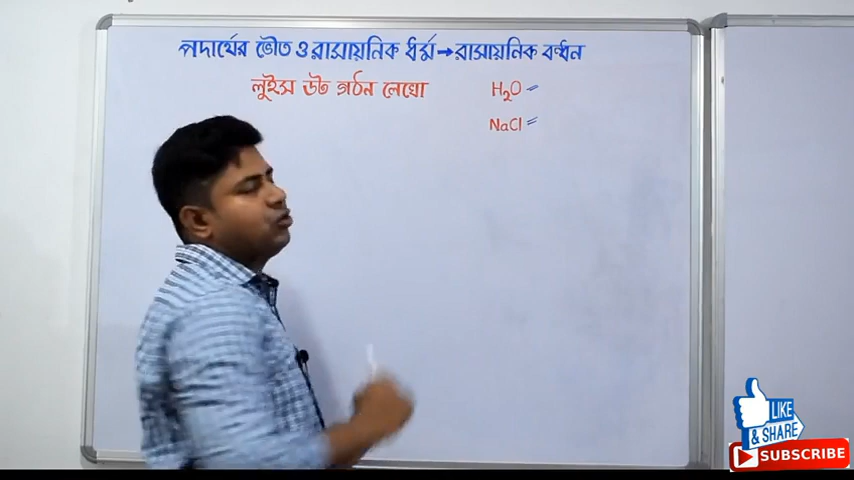 পদার্থের ভৌত ও রাসায়নিক ধর্ম→রাসায়নিক বন্ধন
লুইস ডট গঠন লেখো
H₂O =
NaCl =
LIKE
& SHARE
SUBSCRIBE